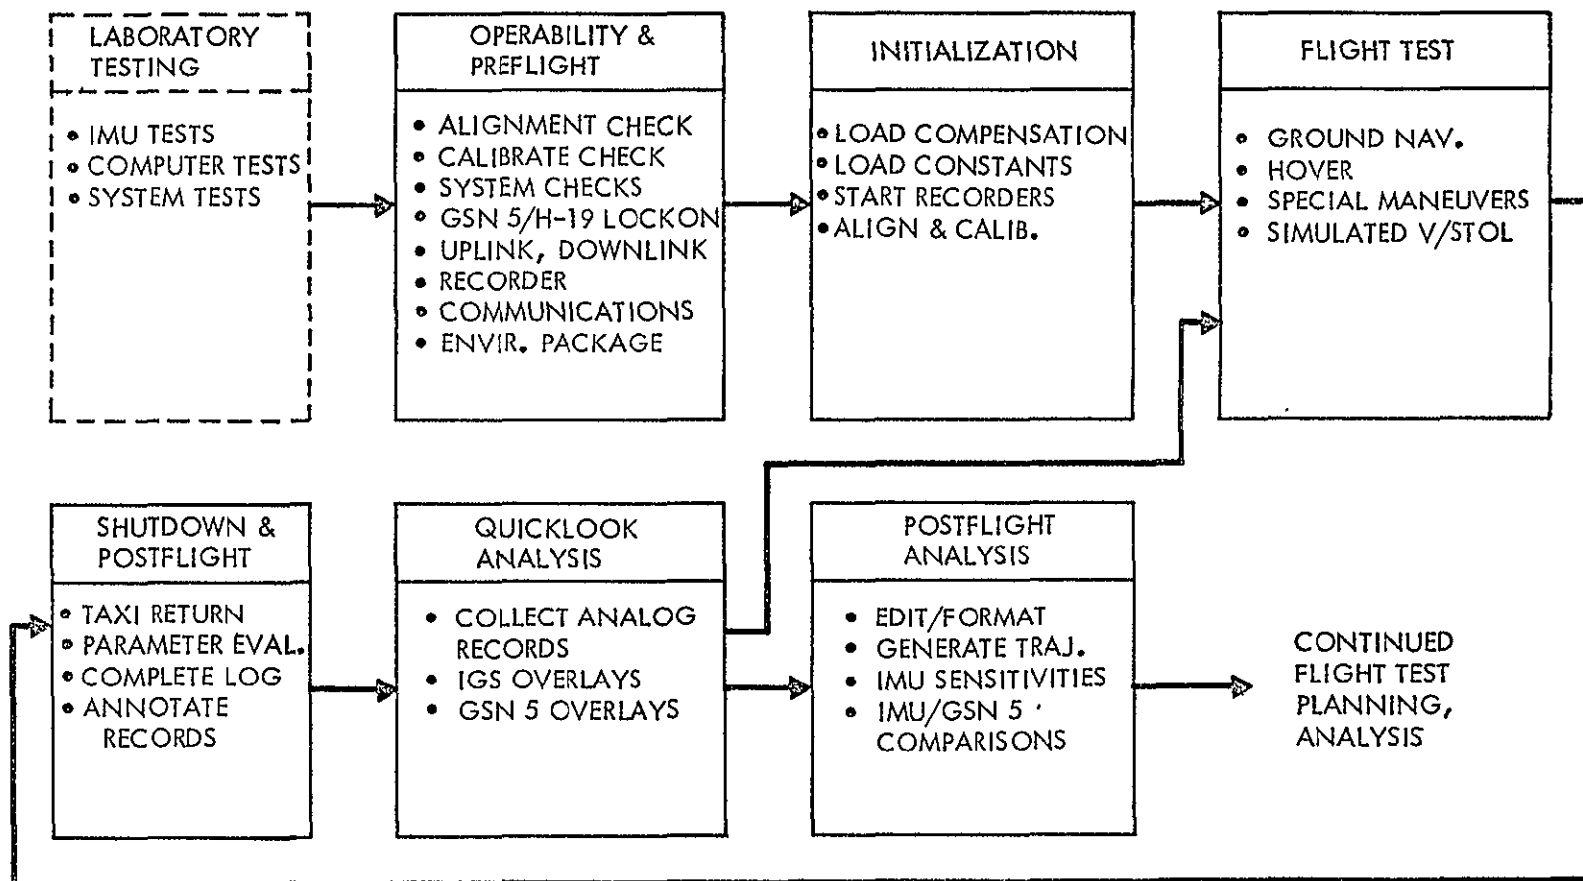 LABORATORY
TESTING
• IMU TESTS
• COMPUTER TESTS
• SYSTEM TESTS
OPERABILITY &
PREFLIGHT
• ALIGNMENT CHECK
• CALIBRATE CHECK
• SYSTEM CHECKS
• GSN 5/H-19 LOCKON
• UPLINK, DOWNLINK
• RECORDER
• COMMUNICATIONS
• ENVIR. PACKAGE
INITIALIZATION
• LOAD COMPENSATION
• LOAD CONSTANTS
• START RECORDERS
• ALIGN & CALIB.
FLIGHT TEST
• GROUND NAV.
• HOVER
• SPECIAL MANEUVERS
• SIMULATED V/STOL
SHUTDOWN &
POSTFLIGHT
• TAXI RETURN
• PARAMETER EVAL.
• COMPLETE LOG
• ANNOTATE
RECORDS
QUICKLOOK
ANALYSIS
• COLLECT ANALOG
RECORDS
• IGS OVERLAYS
• GSN 5 OVERLAYS
POSTFLIGHT
ANALYSIS
• EDIT/FORMAT
• GENERATE TRAJ.
• IMU SENSITIVITIES
• IMU/GSN 5
COMPARISONS
CONTINUED
FLIGHT TEST
PLANNING,
ANALYSIS